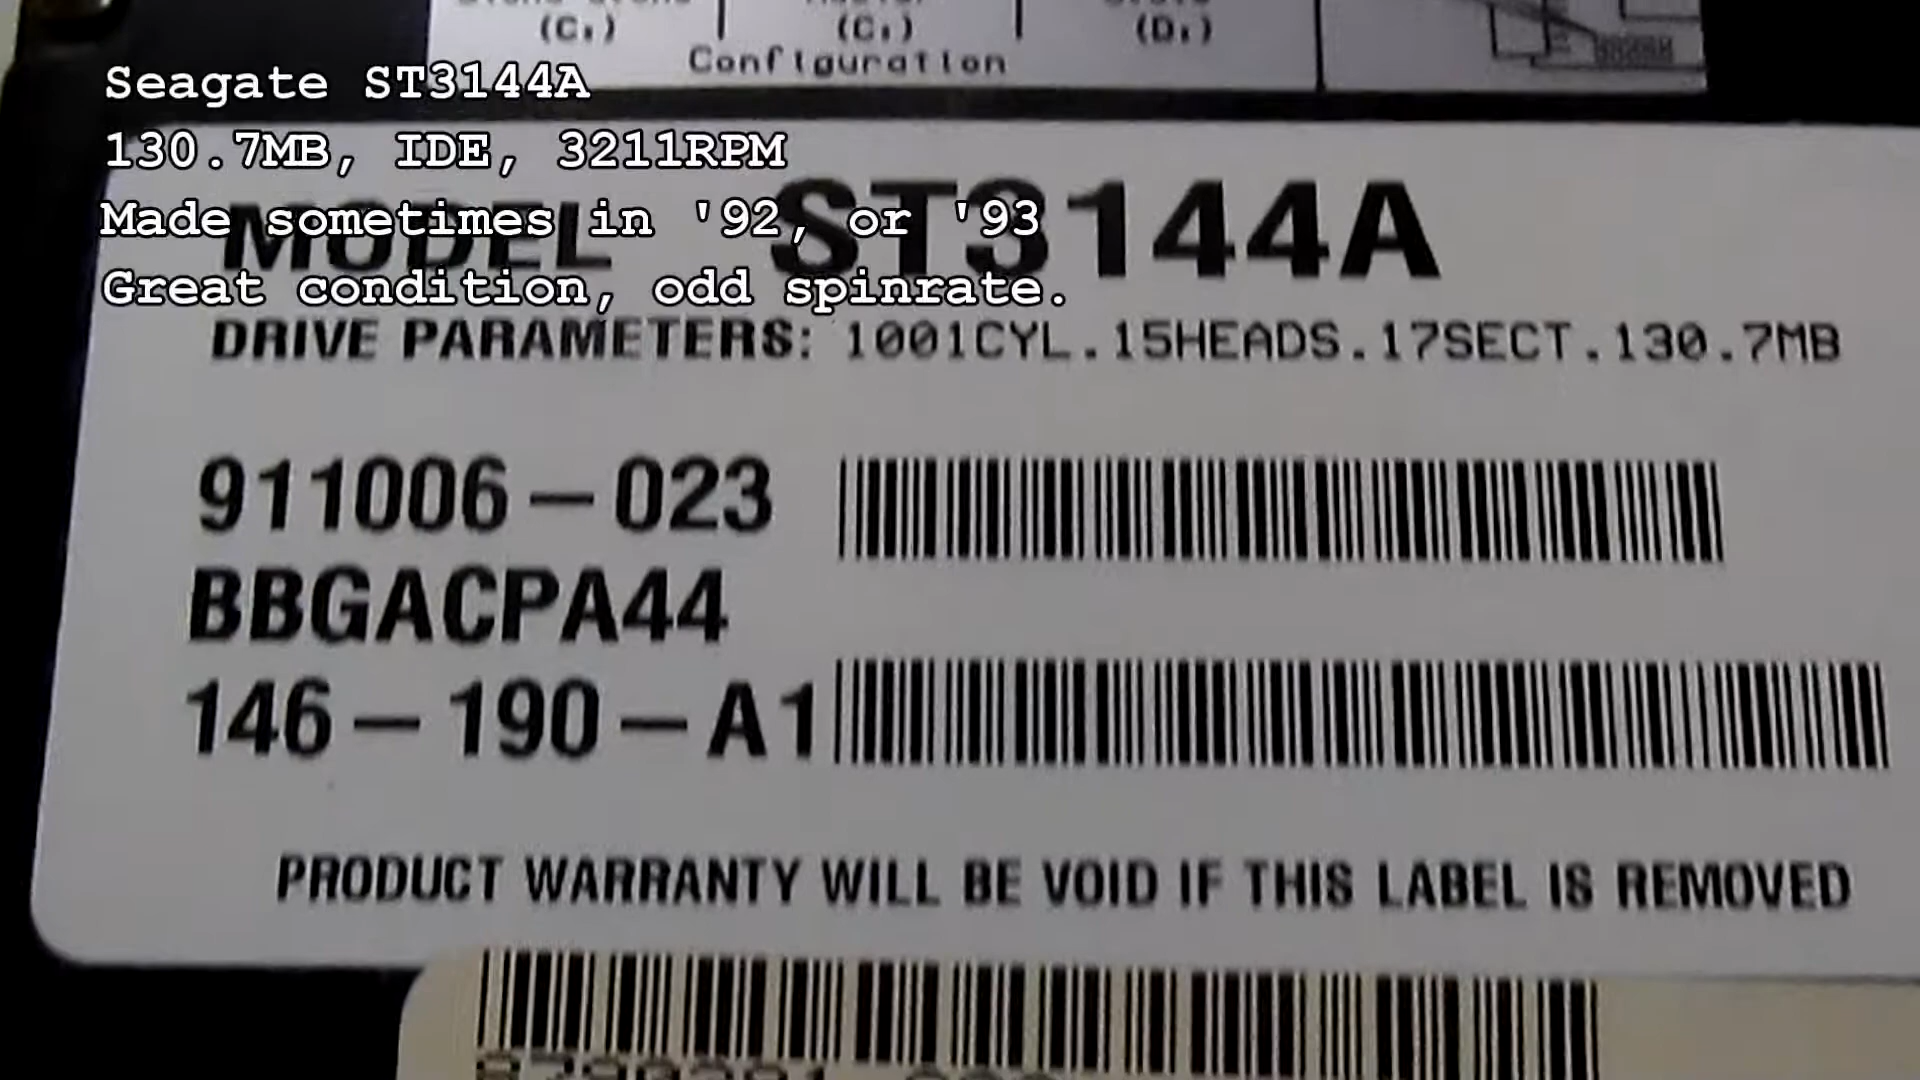 (C:) (C:) (D:)
Configuration
Seagate ST3144A
130.7MB, IDE, 3211RPM
Made sometimes in '92, or '93
Great condition, odd spinrate.
MODEL ST3144A
DRIVE PARAMETERS: 1001CYL.15HEADS.17SECT.130.7MB
911006-023
BBGACPA44
146-190-A1
PRODUCT WARRANTY WILL BE VOID IF THIS LABEL IS REMOVED